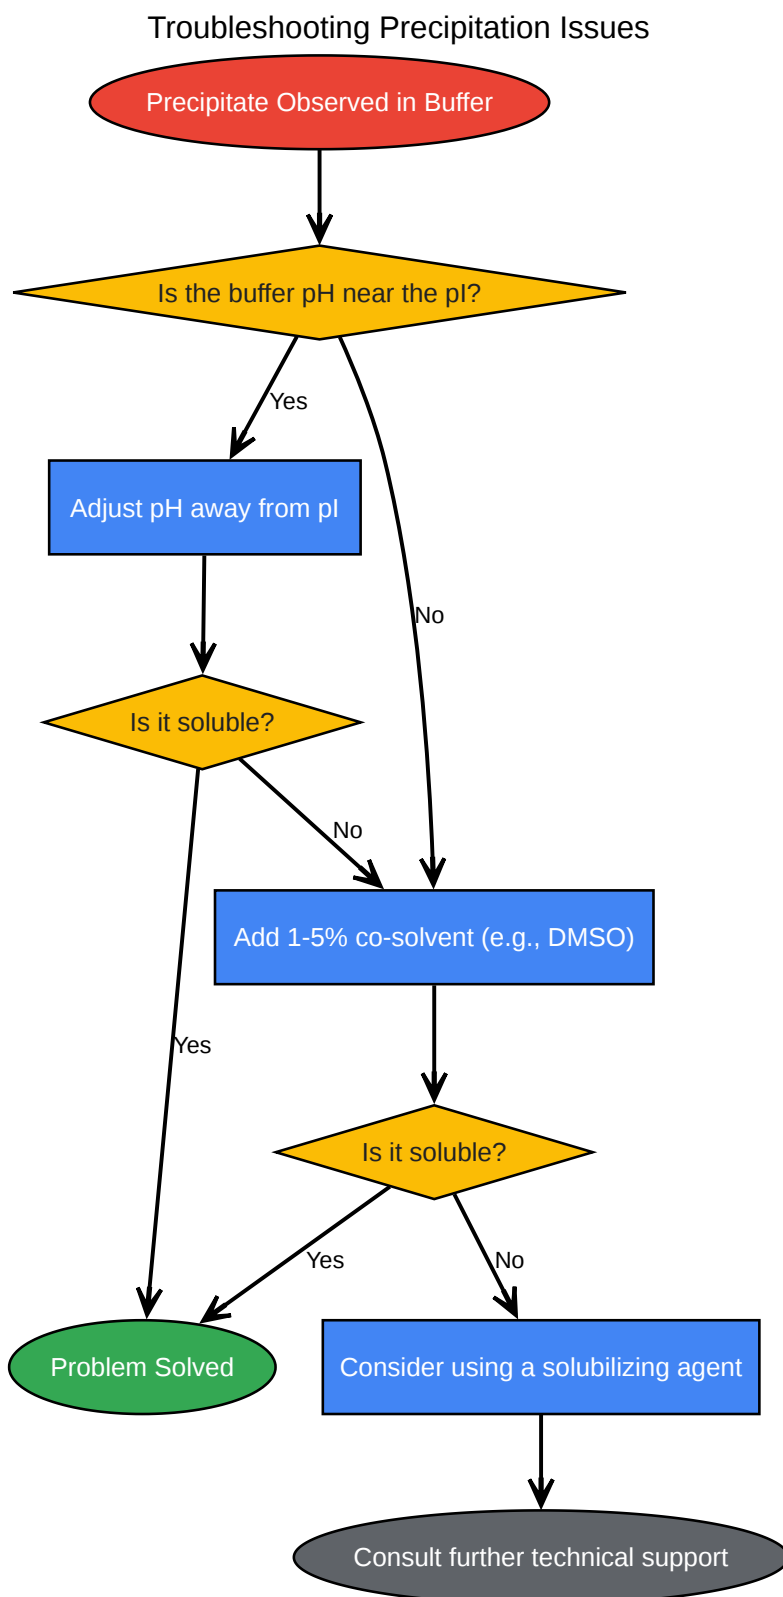 Troubleshooting Precipitation Issues
Precipitate Observed in Buffer
Is the buffer pH near the pI?
Yes
Adjust pH away from pI
No
Is it soluble?
No
Add 1-5% co-solvent (e.g., DMSO)
Yes
Is it soluble?
Yes
No
Problem Solved
Consider using a solubilizing agent
Consult further technical support